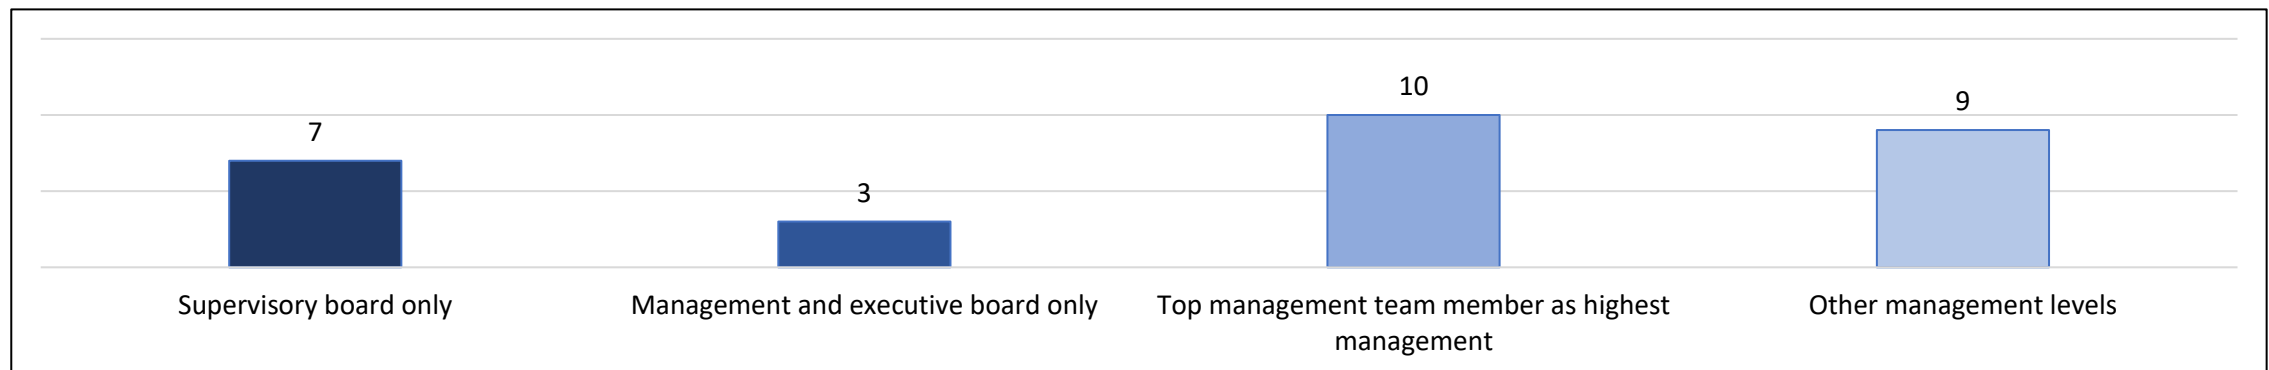 10
9
7
3
Supervisory board only
Management and executive board only
Top management team member as highest
management
Other management levels